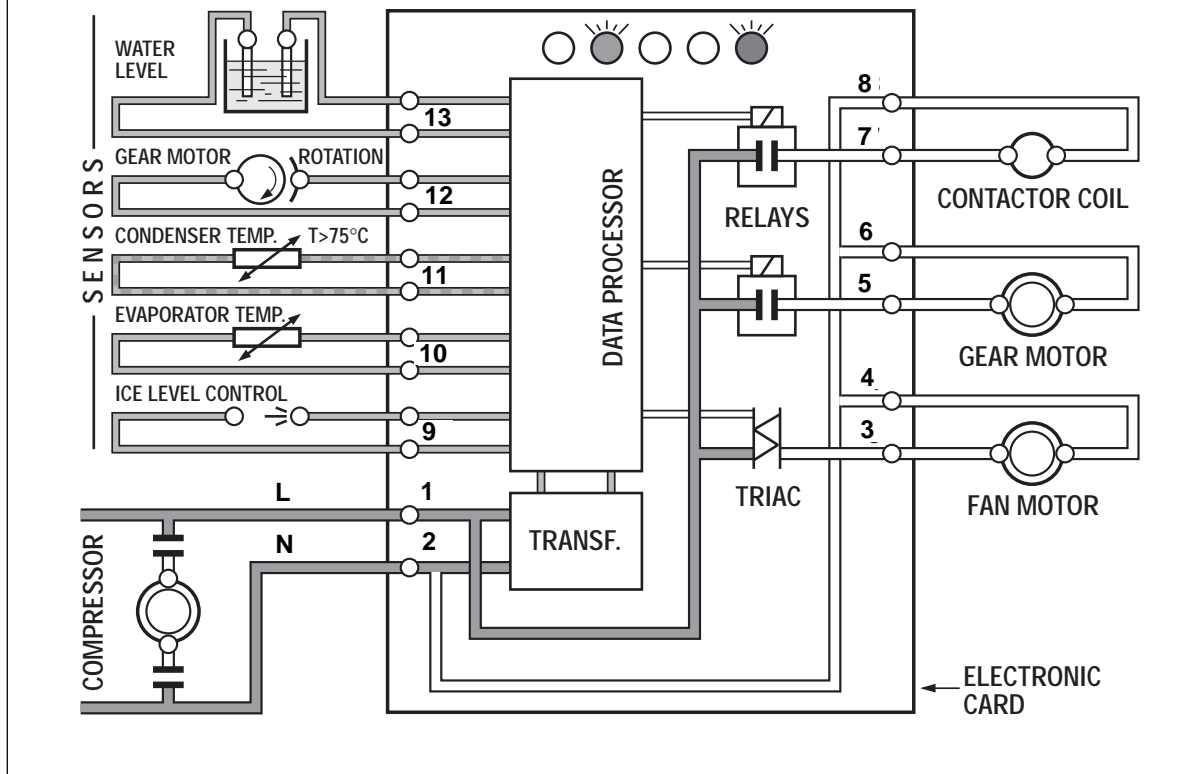 WATER
LEVEL
13
GEAR MOTOR ROTATION
12
CONDENSER TEMP. T>75°C
11
EVAPORATOR TEMP.
10
ICE LEVEL CONTROL
9
SENSORS
L
1
N
2
COMPRESSOR
DATA PROCESSOR
TRANSF.
RELAYS
TRIAC
8
7
CONTACTOR COIL
6
5
GEAR MOTOR
4
3
FAN MOTOR
ELECTRONIC
CARD